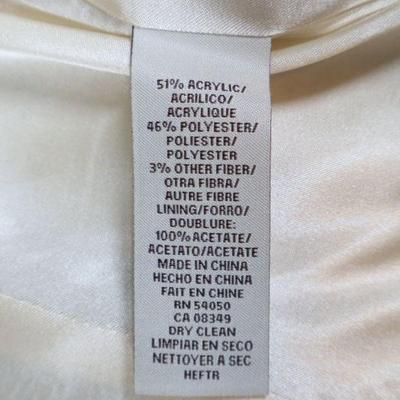 51% ACRYLIC/
ACRILICO/
ACRYLIQUE
46% POLYESTER/
POLIESTER/
POLYESTER
3% OTHER FIBER/
OTRA FIBRA/
AUTRE FIBRE
LINING/FORRO/
DOUBLURE:
100% ACETATE/
ACETATO/ACETATE
MADE IN CHINA
HECHO EN CHINA
FAIT EN CHINE
RN 54050
CA 08349
DRY CLEAN
LIMPIAR EN SECO
NETTOYER A SEC
HEFTR